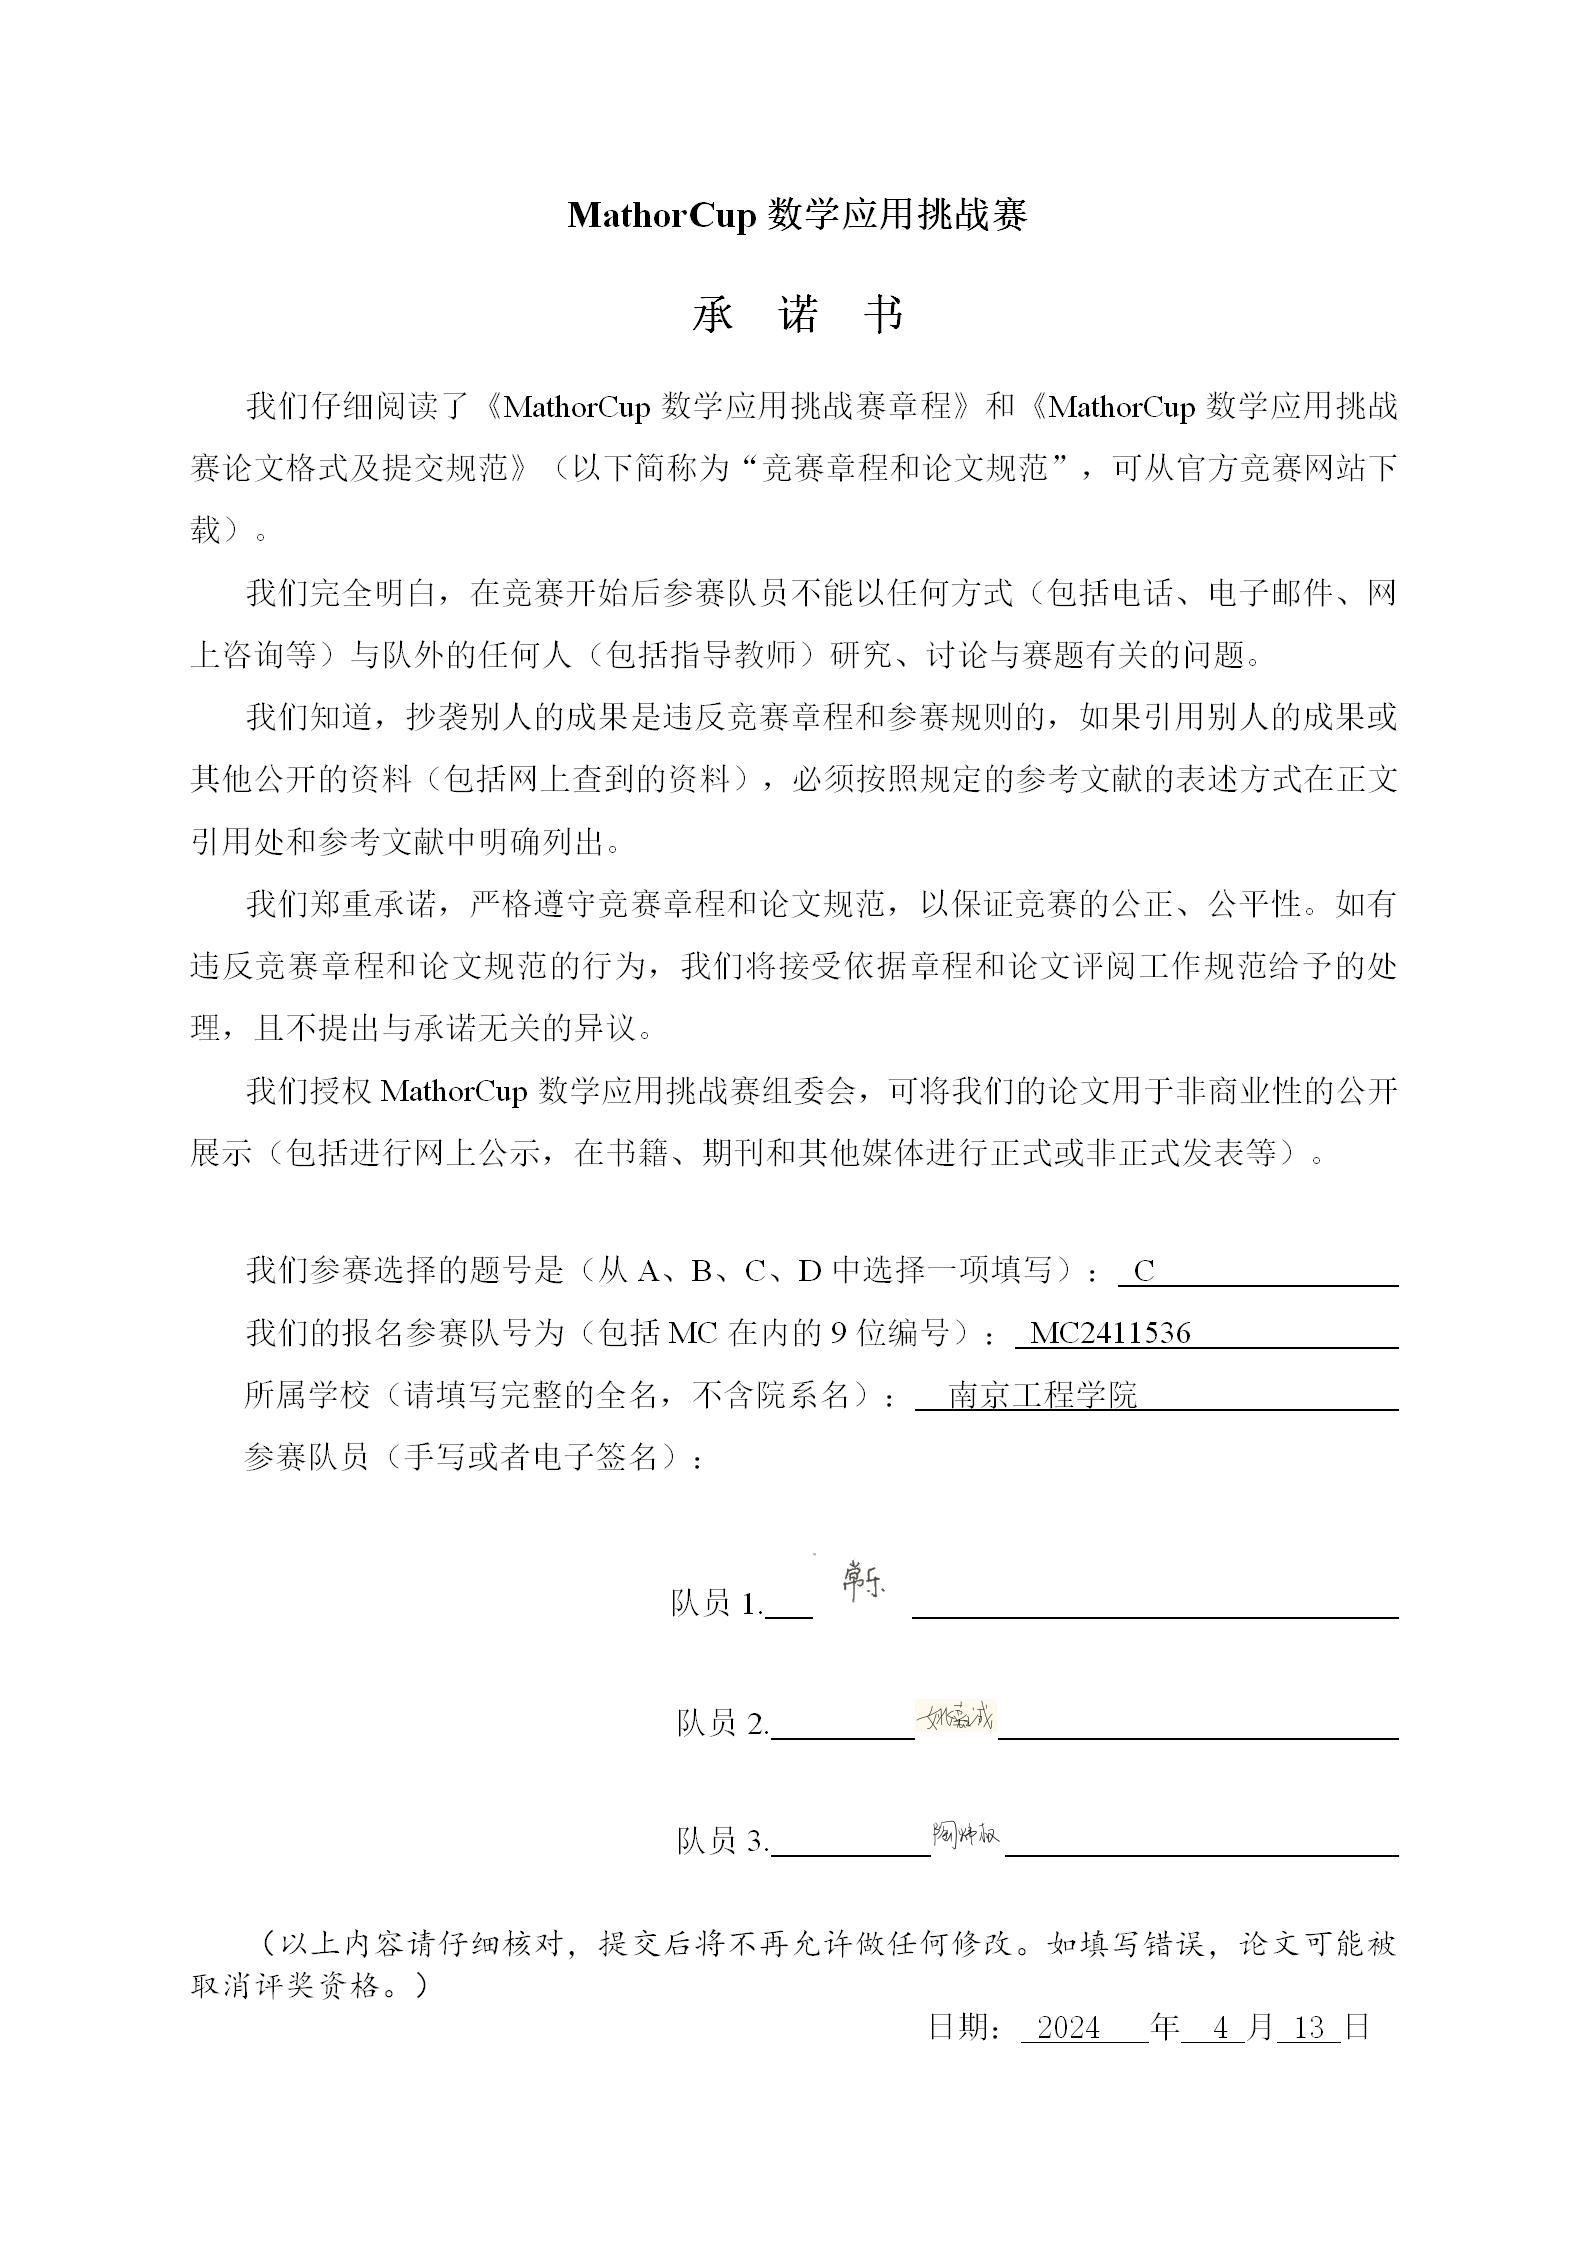 MathorCup 数学应用挑战赛
承 诺 书
我们仔细阅读了《MathorCup 数学应用挑战赛章程》和《MathorCup 数学应用挑战
赛论文格式及提交规范》（以下简称为“竞赛章程和论文规范”，可从官方竞赛网站下
载）。
我们完全明白，在竞赛开始后参赛队员不能以任何方式（包括电话、电子邮件、网
上咨询等）与队外的任何人（包括指导教师）研究、讨论与赛题有关的问题。
我们知道，抄袭别人的成果是违反竞赛章程和参赛规则的，如果引用别人的成果或
其他公开的资料（包括网上查到的资料），必须按照规定的参考文献的表述方式在正文
引用处和参考文献中明确列出。
我们郑重承诺，严格遵守竞赛章程和论文规范，以保证竞赛的公正、公平性。如有
违反竞赛章程和论文规范的行为，我们将接受依据章程和论文评阅工作规范给予的处
理，且不提出与承诺无关的异议。
我们授权 MathorCup 数学应用挑战赛组委会，可将我们的论文用于非商业性的公开
展示（包括进行网上公示，在书籍、期刊和其他媒体进行正式或非正式发表等）。
我们参赛选择的题号是（从 A、B、C、D 中选择一项填写）： C
我们的报名参赛队号为（包括 MC 在内的 9 位编号）： MC2411536
所属学校（请填写完整的全名，不含院系名）： 南京工程学院
参赛队员（手写或者电子签名）：
队员 1. 常乐
队员 2.
队员 3.
（以上内容请仔细核对，提交后将不再允许做任何修改。如填写错误，论文可能被
取消评奖资格。）
日期： 2024 年 4 月 13 日